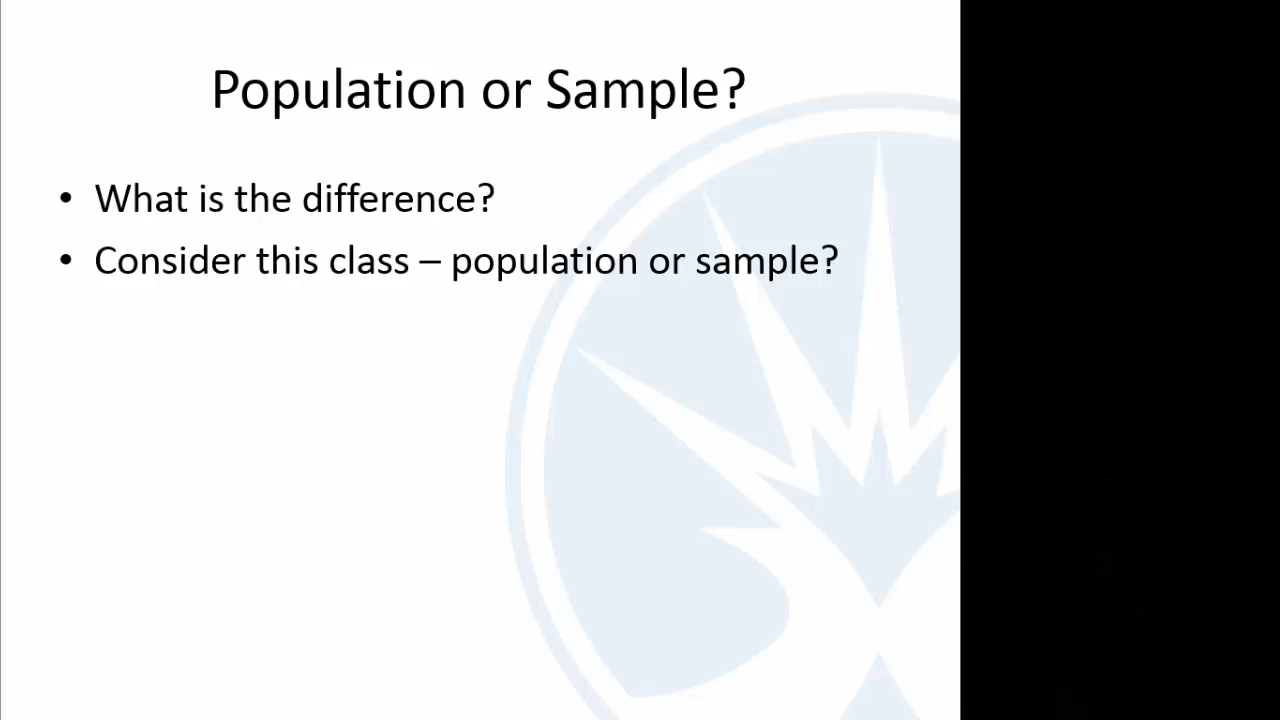 Population or Sample?
• What is the difference?
• Consider this class – population or sample?